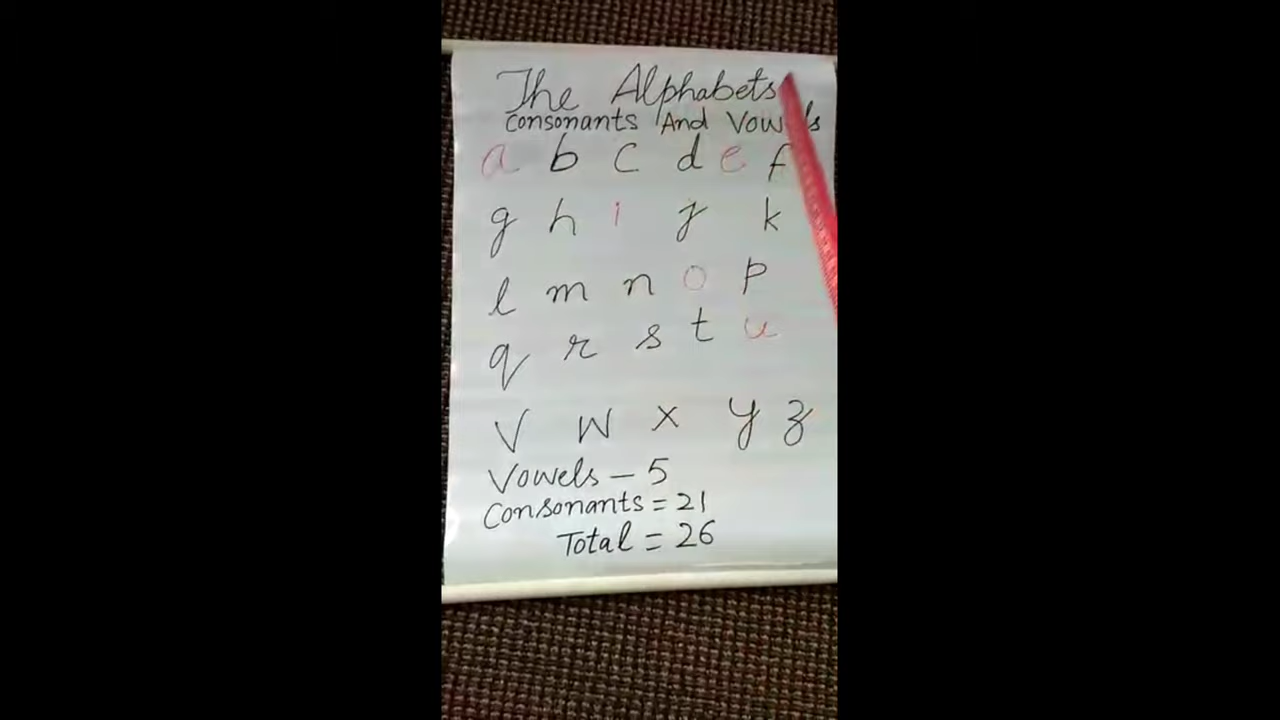 The Alphabets
Consonants And Vowels
a b c d e f
g h i j k
l m n o p
q r s t u
v w x y z
Vowels – 5
Consonants = 21
Total = 26